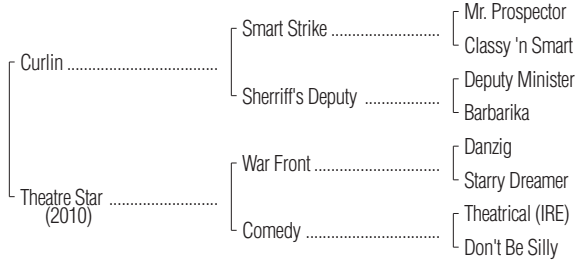 Mr. Prospector
Smart Strike ........................
Classy 'n Smart
Curlin .................................
Deputy Minister
Sherriff's Deputy ................
Barbarika
Danzig
War Front ...........................
Starry Dreamer
Theatre Star ........................
(2010)
Theatrical (IRE)
Comedy .............................
Don't Be Silly